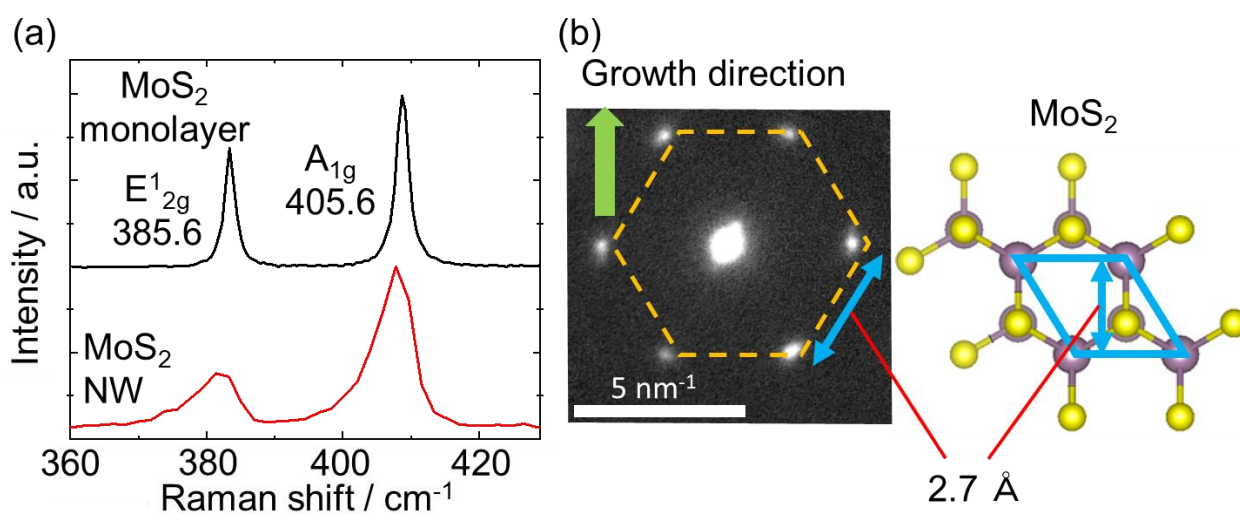 (a)
MoS₂
monolayer
E¹₂g
385.6
A₁g
405.6
MoS₂
NW
Intensity / a.u.
360
380
400
420
Raman shift / cm⁻¹
(b)
Growth direction
5 nm⁻¹
MoS₂
2.7 Å